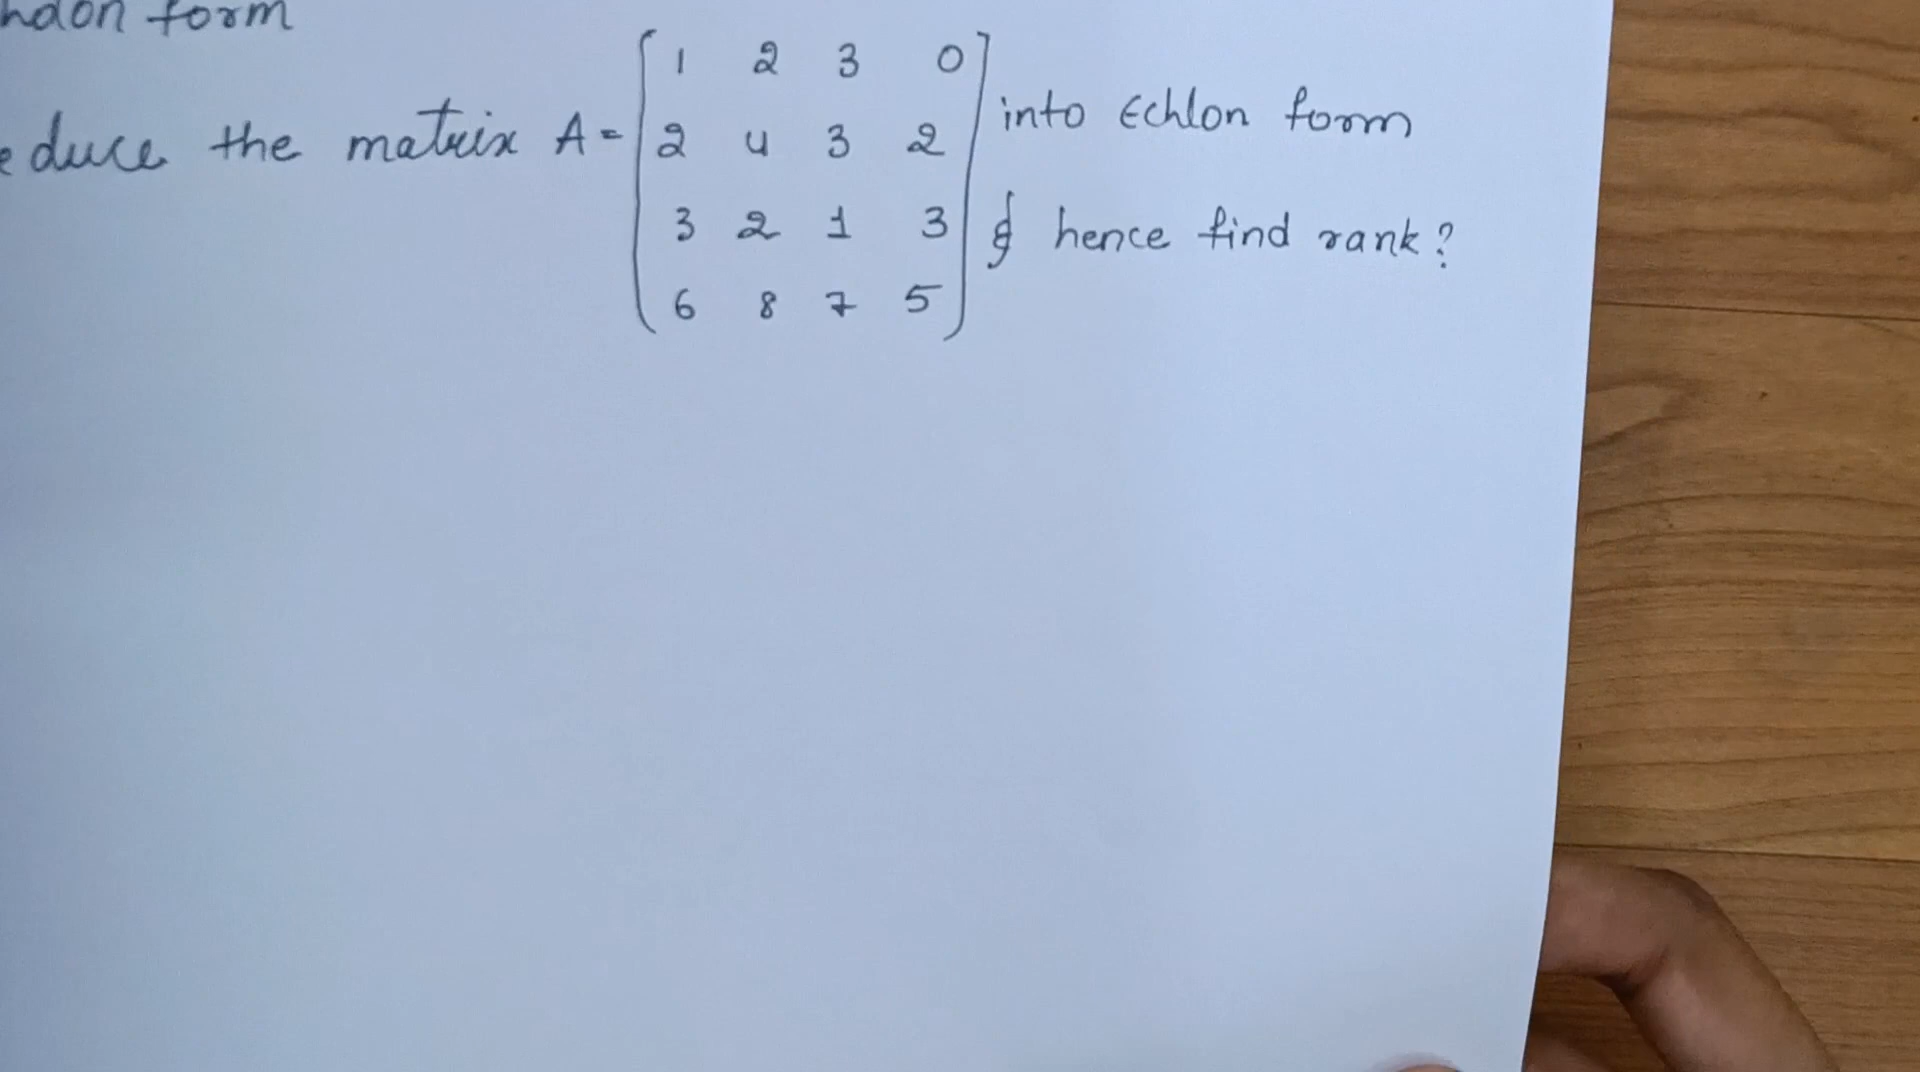 form
the matrix A = [ 1 2 3 0 ] into Echlon form
2 4 3 2
3 2 1 3 & hence find rank?
6 8 7 5